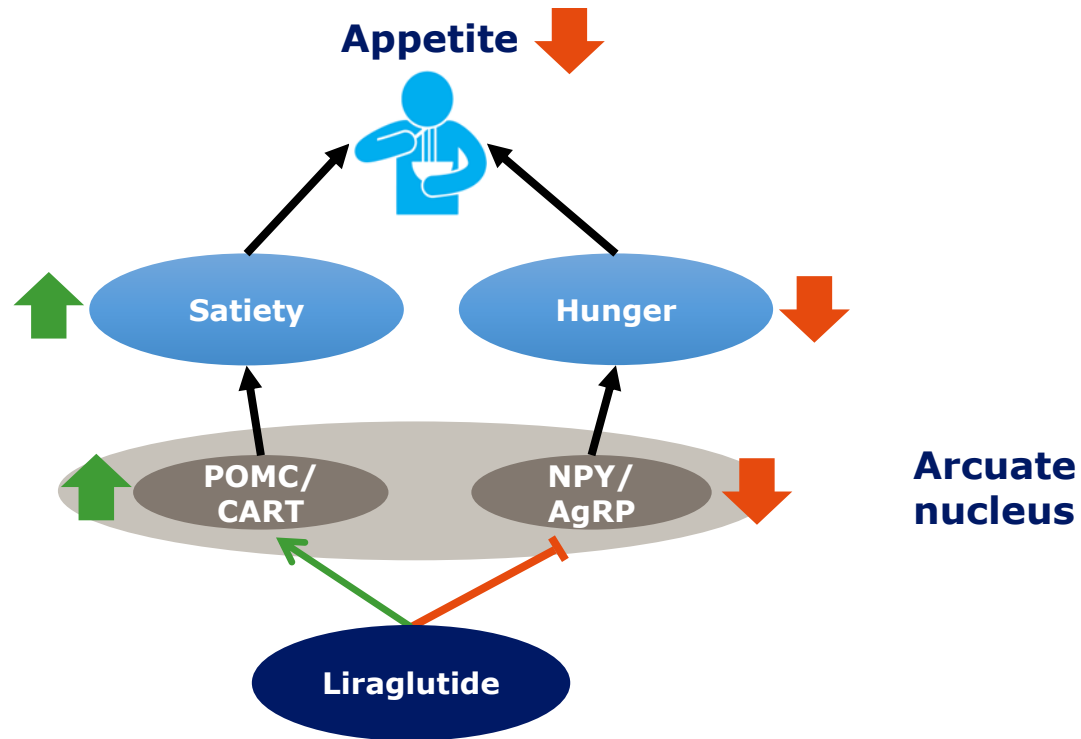 Appetite
Satiety
Hunger
POMC/
CART
NPY/
AgRP
Arcuate
nucleus
Liraglutide